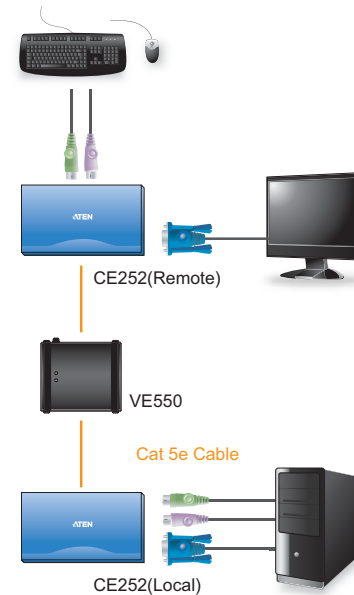 ATEN
CE252(Remote)
VE550
Cat 5e Cable
ATEN
CE252(Local)